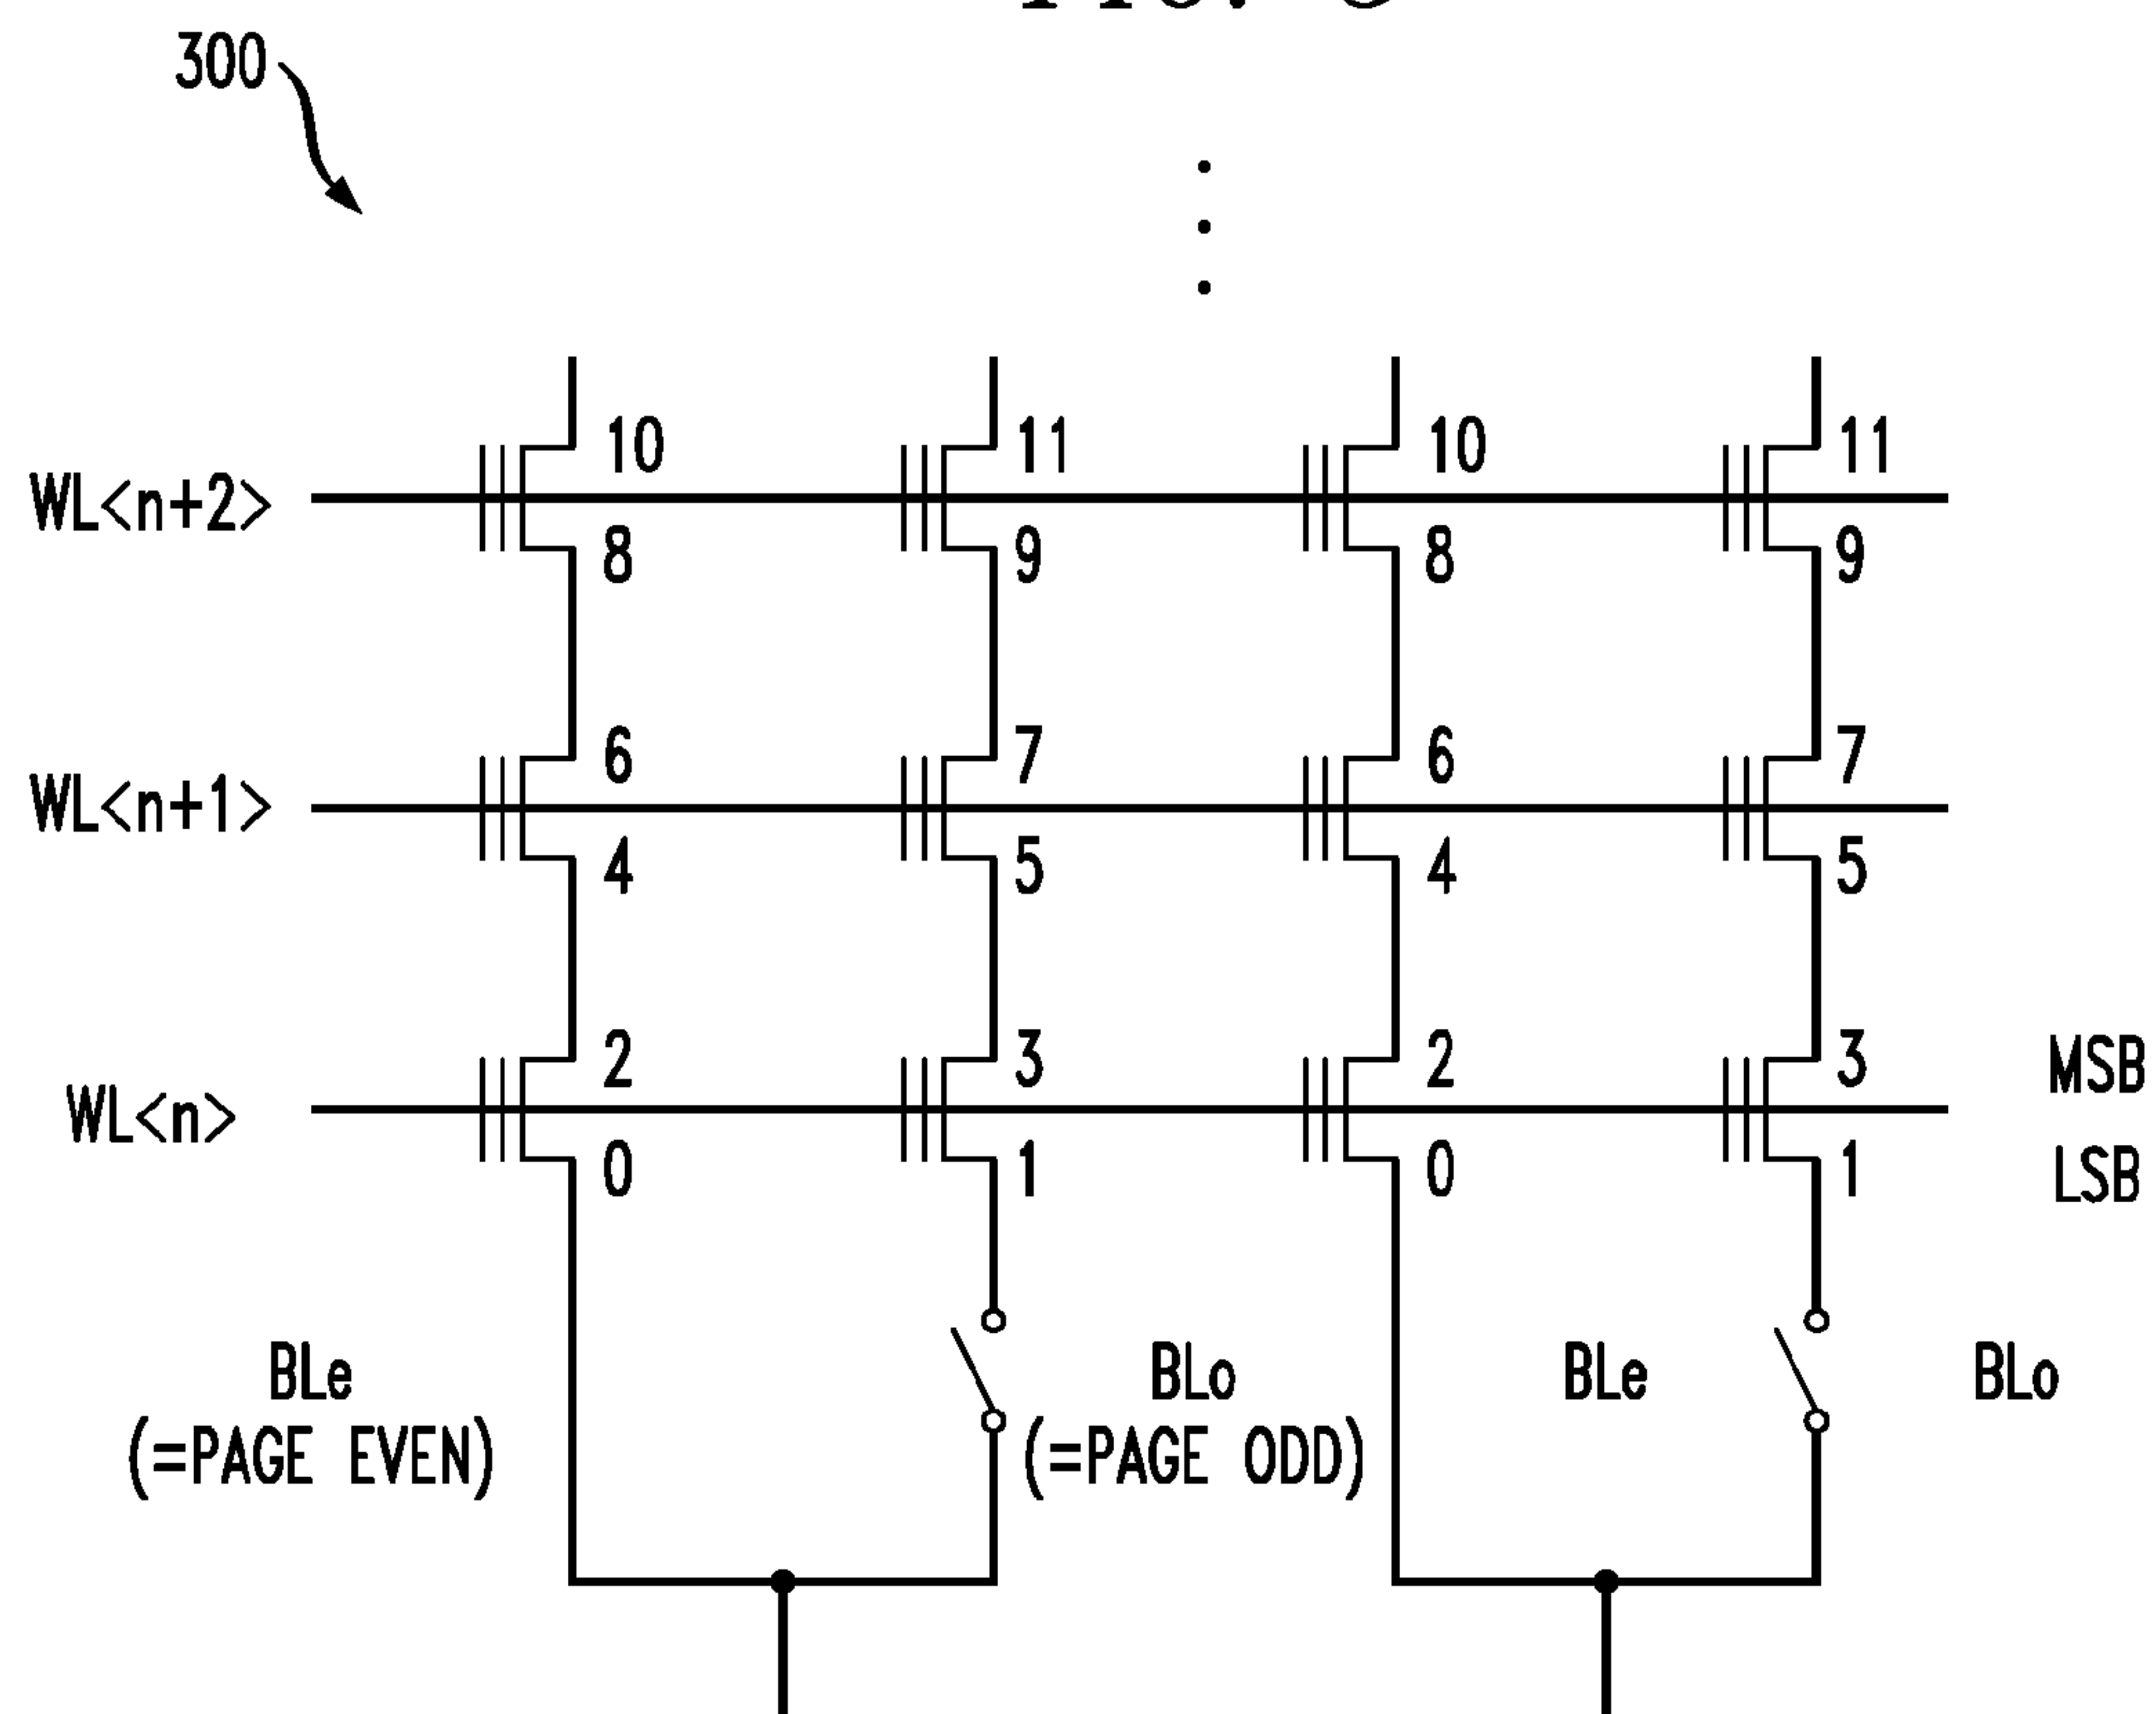 300
10 11 10 11
WL<n+2>
8 9 8 9
6 7 6 7
WL<n+1>
4 5 4 5
2 3 2 3 MSB
WL<n>
0 1 0 1 LSB
BLe BLo BLe BLo
(=PAGE EVEN) (=PAGE ODD)